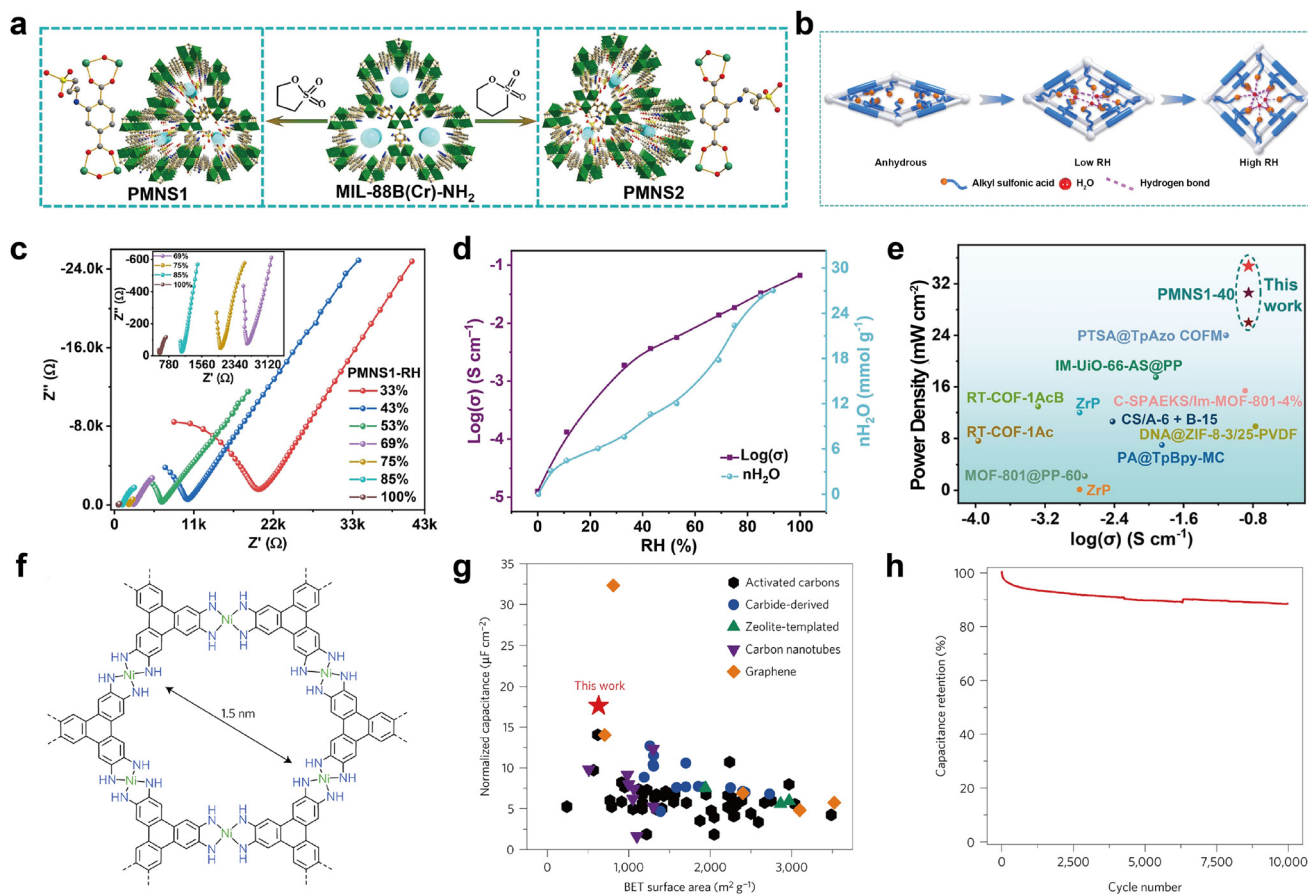 a
PMNS1
MIL-88B(Cr)-NH2
PMNS2
b
Anhydrous
Low RH
High RH
Alkyl sulfonic acid
H2O
Hydrogen bond
c
-24.0k
-16.0k
-8.0k
0.0
Z'' (Ω)
11k
22k
33k
43k
Z' (Ω)
-600
-400
-200
0
Z'' (Ω)
780
1560
2340
3120
Z' (Ω)
69%
75%
85%
100%
PMNS1-RH
33%
43%
53%
69%
75%
85%
100%
d
Log(σ) (S cm⁻¹)
-1
-2
-3
-4
-5
0
20
40
60
80
100
RH (%)
30
24
18
12
6
0
nH2O (mmol g⁻¹)
Log(σ)
nH2O
e
Power Density (mW cm⁻²)
32
24
16
8
0
-4.0
-3.2
-2.4
-1.6
-0.8
log(σ) (S cm⁻¹)
PMNS1-40
This
work
PTSA@TpAzo COFM
IM-UiO-66-AS@PP
RT-COF-1AcB
ZrP
C-SPAEKS/Im-MOF-801-4%
CS/A-6 + B-15
RT-COF-1Ac
DNA@ZIF-8-3/25-PVDF
PA@TpBpy-MC
MOF-801@PP-60
ZrP
f
1.5 nm
g
Normalized capacitance (μF cm⁻²)
35
30
25
20
15
10
5
0
0
1,000
2,000
3,000
BET surface area (m² g⁻¹)
This work
Activated carbons
Carbide-derived
Zeolite-templated
Carbon nanotubes
Graphene
h
Capacitance retention (%)
100
80
60
40
20
0
0
2,500
5,000
7,500
10,000
Cycle number